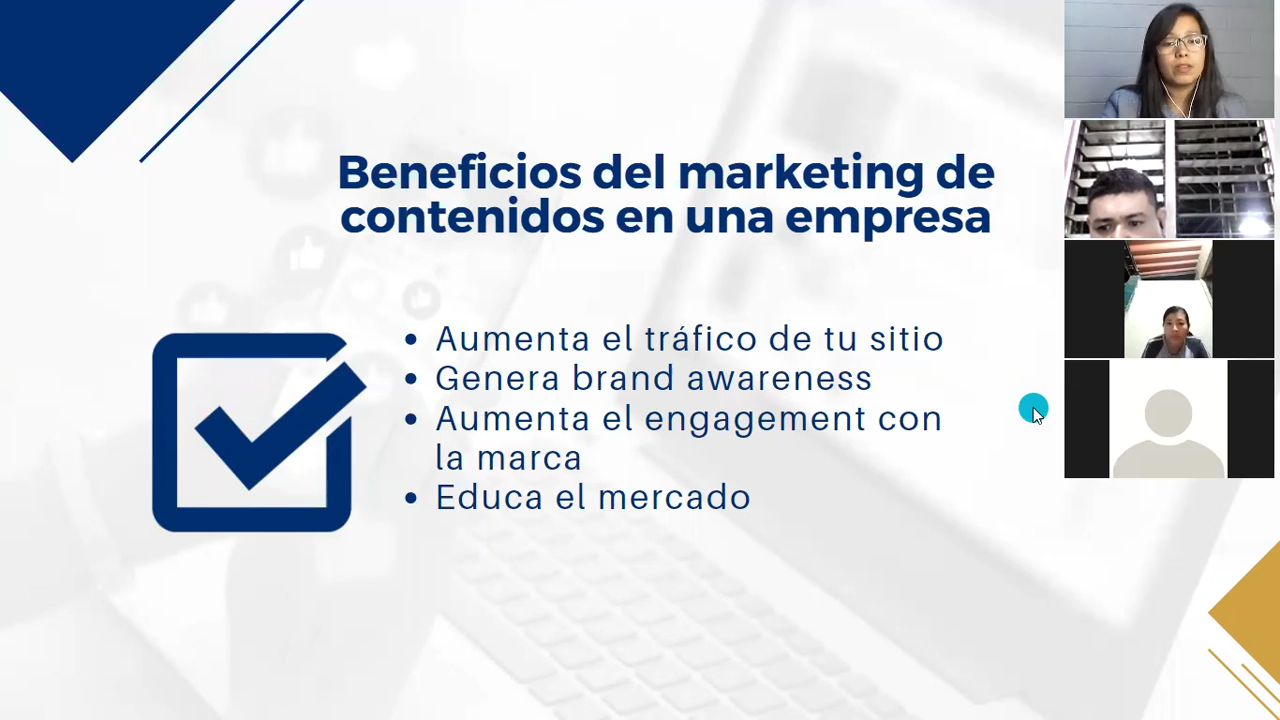 Beneficios del marketing de
contenidos en una empresa
• Aumenta el tráfico de tu sitio
• Genera brand awareness
• Aumenta el engagement con
la marca
• Educa el mercado